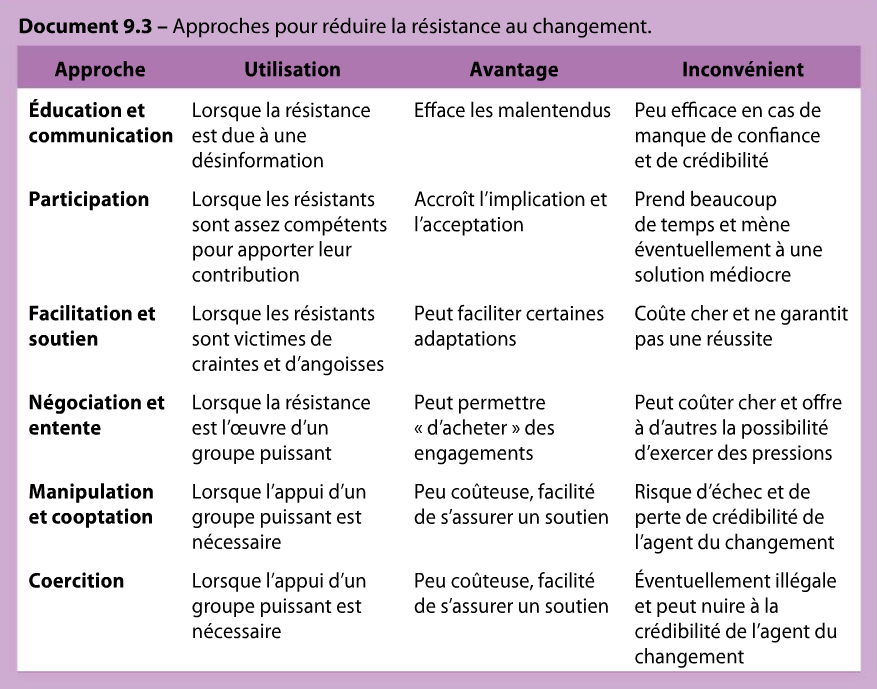 Document 9.3 – Approches pour réduire la résistance au changement.
Approche Utilisation Avantage Inconvénient
Éducation et communication
Lorsque la résistance
est due à une
désinformation
Efface les malentendus
Peu efficace en cas de
manque de confiance
et de crédibilité
Participation
Lorsque les résistants
sont assez compétents
pour apporter leur
contribution
Accroît l’implication et
l’acceptation
Prend beaucoup
de temps et mène
éventuellement à une
solution médiocre
Facilitation et
soutien
Lorsque les résistants
sont victimes de
craintes et d’angoisses
Peut faciliter certaines
adaptations
Coûte cher et ne garantit
pas une réussite
Négociation et
entente
Lorsque la résistance
est l’œuvre d’un
groupe puissant
Peut permettre
« d’acheter » des
engagements
Peut coûter cher et offre
à d’autres la possibilité
d’exercer des pressions
Manipulation
et cooptation
Lorsque l’appui d’un
groupe puissant est
nécessaire
Peu coûteuse, facilité
de s’assurer un soutien
Risque d’échec et de
perte de crédibilité de
l’agent du changement
Coercition
Lorsque l’appui d’un
groupe puissant est
nécessaire
Peu coûteuse, facilité
de s’assurer un soutien
Éventuellement illégale
et peut nuire à la
crédibilité de l’agent du
changement